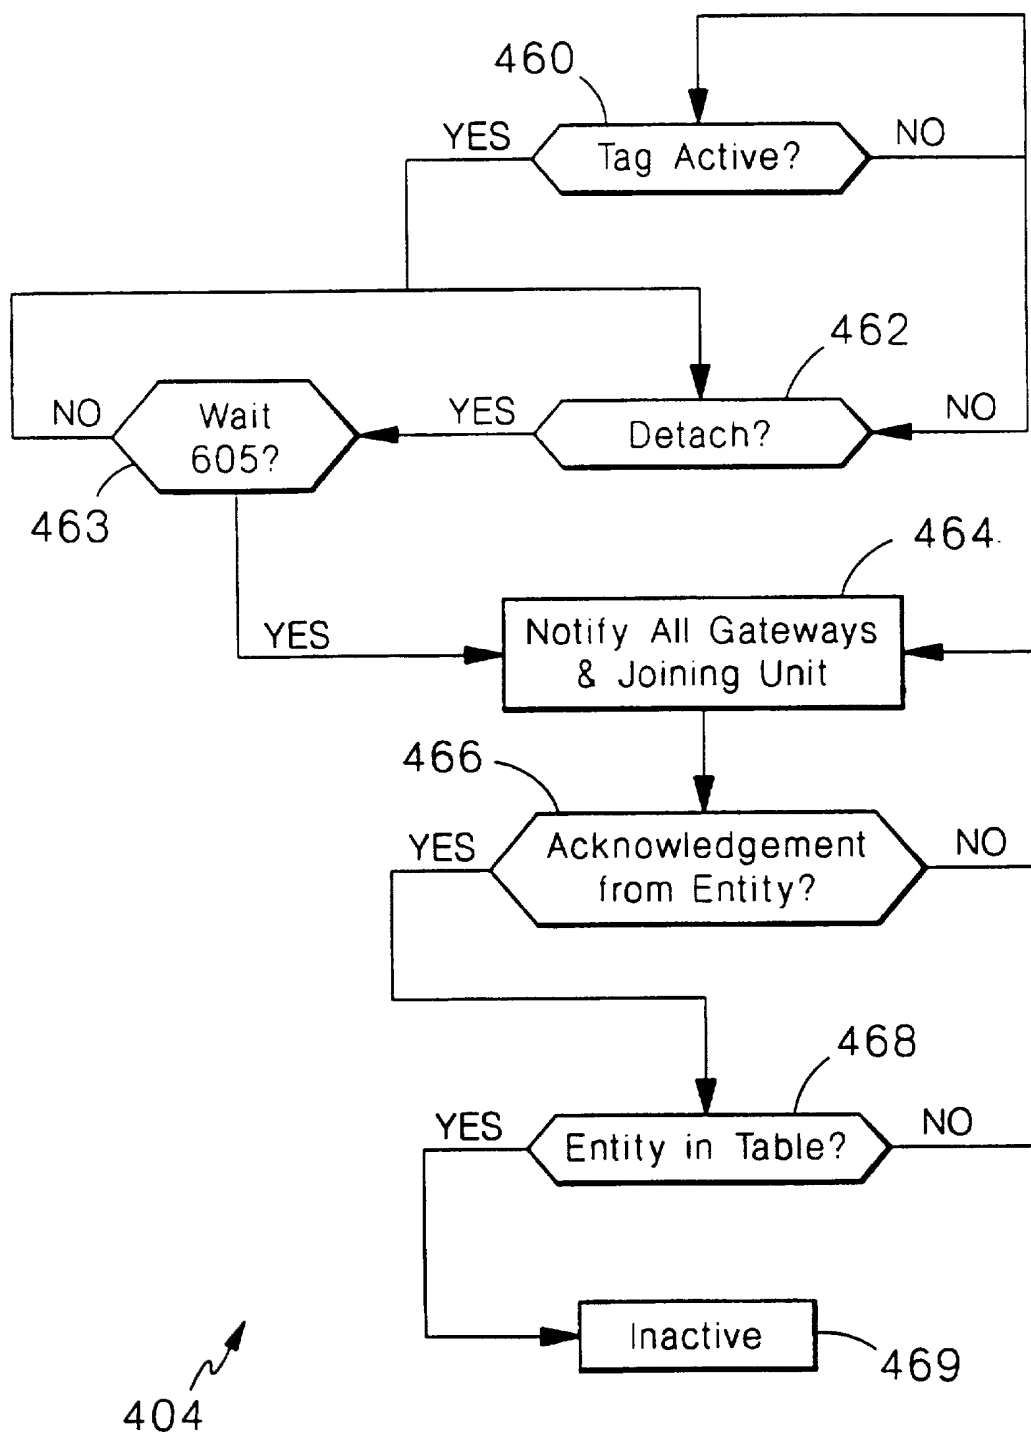 460
YES
Tag Active?
NO
462
NO
Wait
605?
YES
Detach?
NO
463
464
YES
Notify All Gateways
& Joining Unit
466
YES
Acknowledgement
from Entity?
NO
468
YES
Entity in Table?
NO
Inactive
469
404